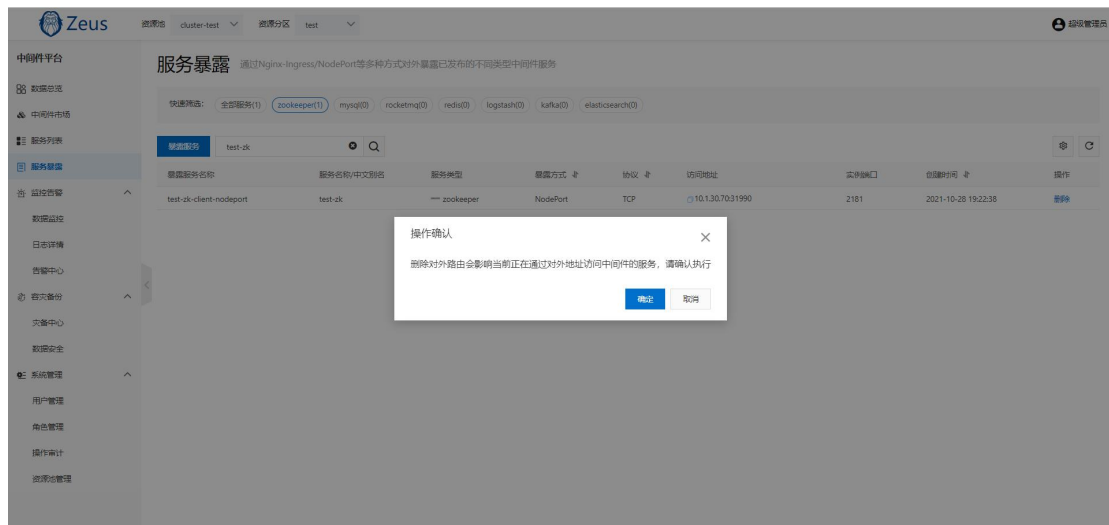 Zeus 资源池 cluster-test 资源分区 test 超级管理员
中间件平台
数据总览
中间件市场
服务列表
服务暴露
监控告警
数据监控
日志详情
告警中心
容灾备份
灾备中心
数据安全
系统管理
用户管理
角色管理
操作审计
资源池管理
服务暴露 通过Nginx-Ingress/NodePort等多种方式对外暴露已发布的不同类型中间件服务
快速筛选: 全部服务(1) zookeeper(1) mysql(0) rocketmq(0) redis(0) logstash(0) kafka(0) elasticsearch(0)
暴露服务 test-zk
暴露服务名称 服务名称/中文别名 服务类型 暴露方式 协议 访问地址 实例端口 创建时间 操作
test-zk-client-nodeport test-zk zookeeper NodePort TCP 10.1.30.70:31990 2181 2021-10-28 19:22:38 删除
操作确认
删除对外路由会影响当前正在通过对外地址访问中间件的服务，请确认执行
确定 取消